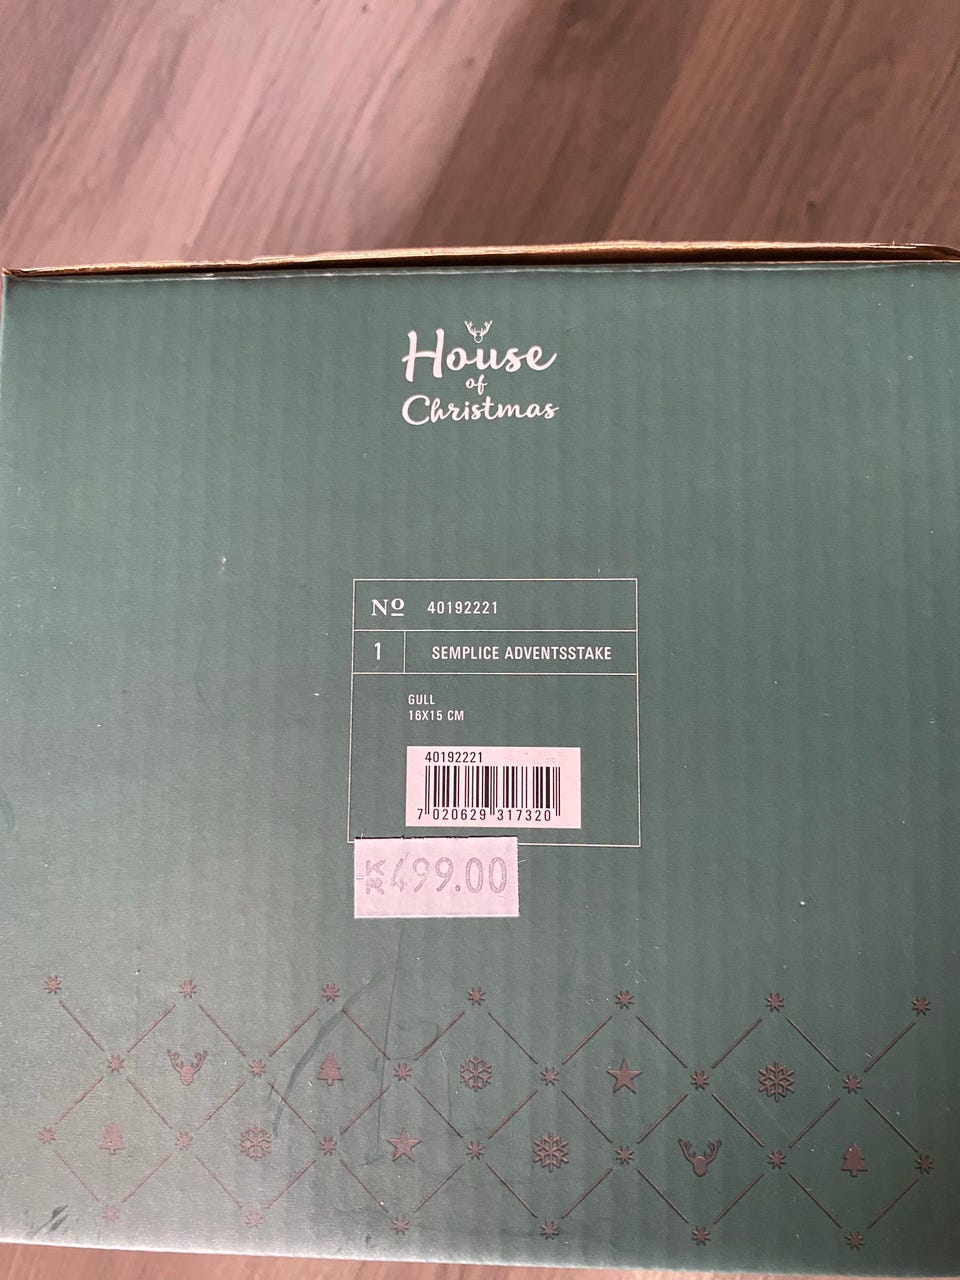 House
of
Christmas
Nº 40192221
1 SEMPLICE ADVENTSSTAKE
GULL
16X15 CM
40192221
7 020629 317320
KR 499.00